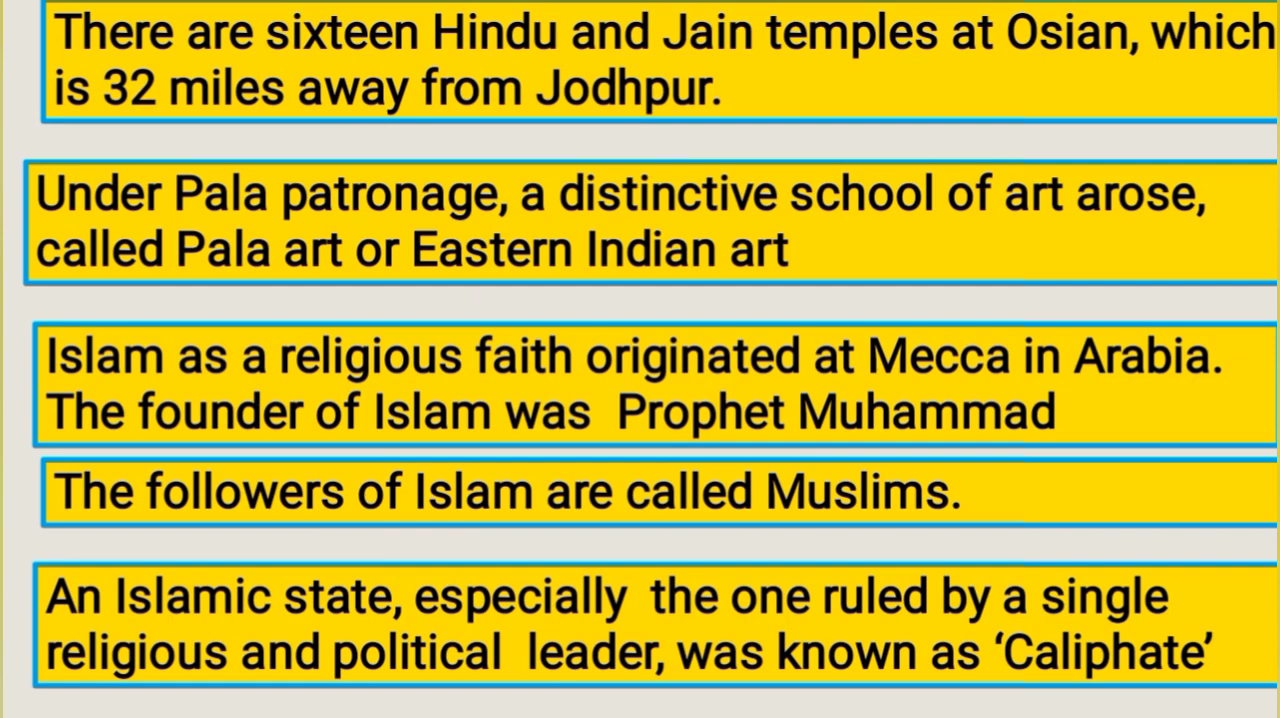 There are sixteen Hindu and Jain temples at Osian, which
is 32 miles away from Jodhpur.
Under Pala patronage, a distinctive school of art arose,
called Pala art or Eastern Indian art
Islam as a religious faith originated at Mecca in Arabia.
The founder of Islam was  Prophet Muhammad
The followers of Islam are called Muslims.
An Islamic state, especially  the one ruled by a single
religious and political  leader, was known as ‘Caliphate’